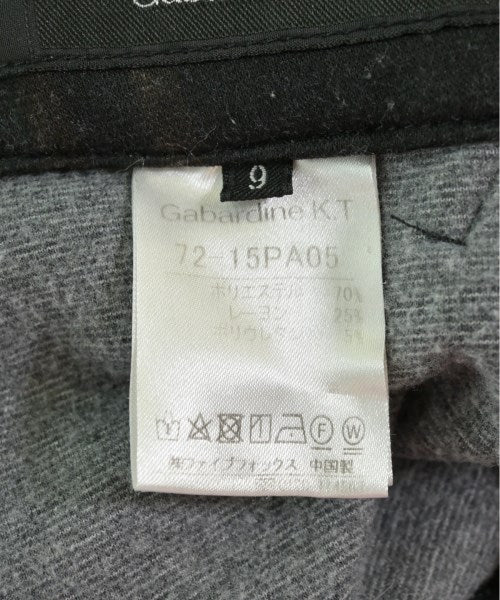 Gabardine
9
Gabardine K.T
72-15PA05
ポリエステル 70%
レーヨン 25%
ポリウレタン 5%
F W
㈱ファイブフォックス 中国製